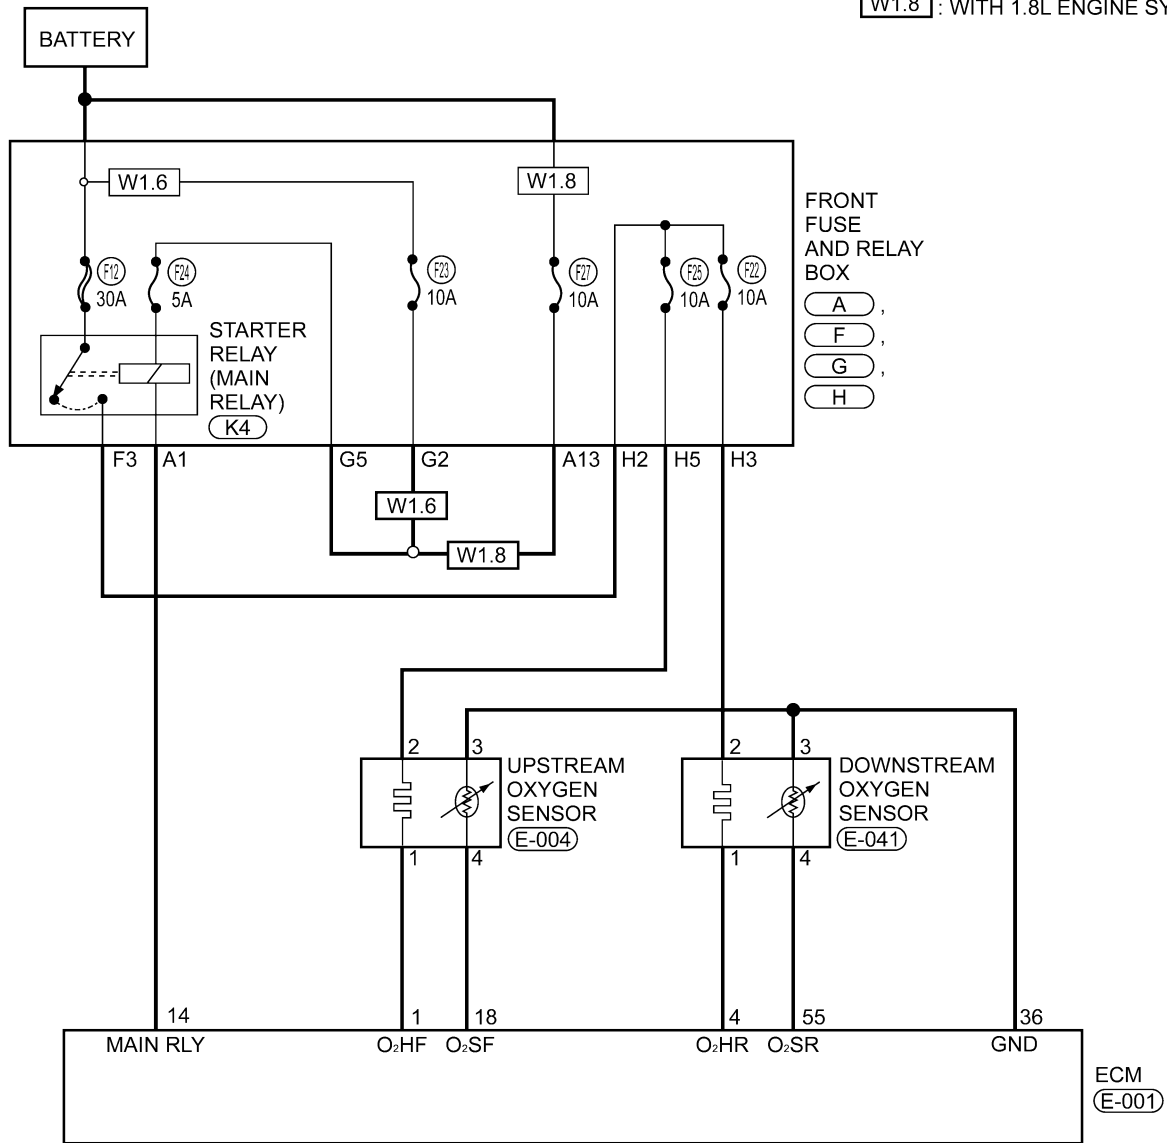 W1.8 : WITH 1.8L ENGINE
BATTERY
W1.6
W1.8
FRONT
FUSE
AND RELAY
BOX
A ,
F ,
G ,
H
F12
30A
F24
5A
F23
10A
F27
10A
F25
10A
F22
10A
STARTER
RELAY
(MAIN
RELAY)
K4
F3 A1 G5 G2 A13 H2 H5 H3
W1.6
W1.8
2 3
UPSTREAM
OXYGEN
SENSOR
E-004
1 4
2 3
DOWNSTREAM
OXYGEN
SENSOR
E-041
1 4
14 1 18 4 55 36
MAIN RLY O₂HF O₂SF O₂HR O₂SR GND
ECM
E-001